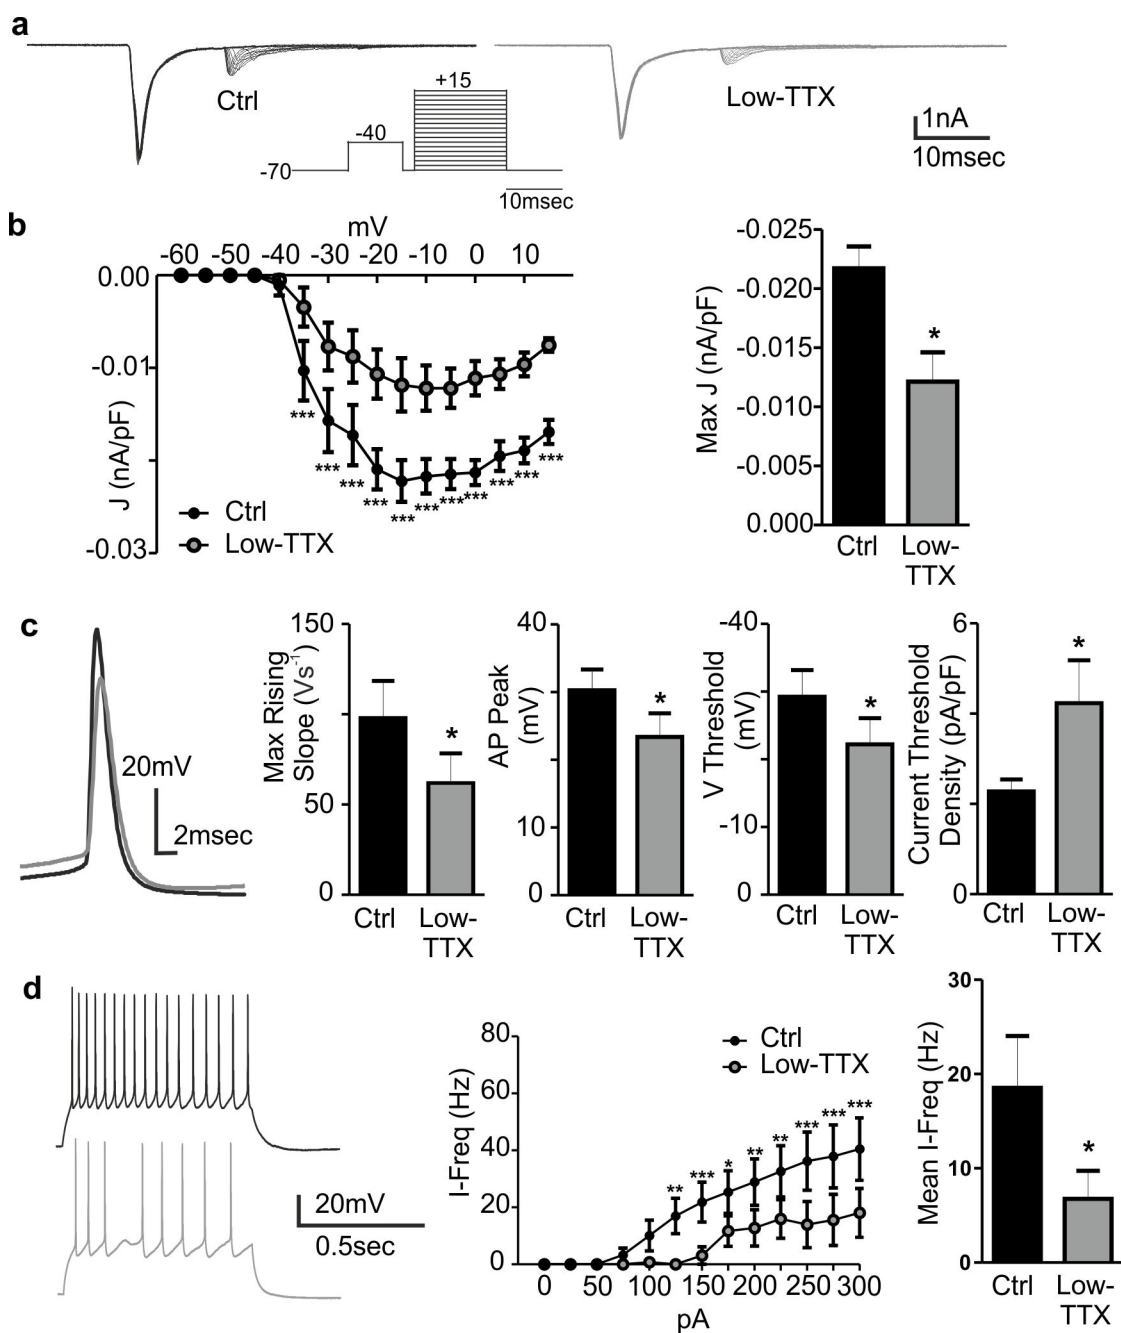 a
Ctrl
+15
-40
-70
10msec
Low-TTX
1nA
10msec
b
mV
-60 -50 -40 -30 -20 -10 0 10
0.00
-0.01
-0.03
J (nA/pF)
***
***
***
***
***
***
***
***
***
***
***
Ctrl
Low-TTX
-0.025
-0.020
-0.015
-0.010
-0.005
0.000
Max J (nA/pF)
*
Ctrl
Low-
TTX
c
20mV
2msec
Max Rising
Slope (Vs-1)
150
50
0
*
Ctrl
Low-
TTX
AP Peak
(mV)
40
10
0
*
Ctrl
Low-
TTX
V Threshold
(mV)
-40
-10
0
*
Ctrl
Low-
TTX
Current Threshold
Density (pA/pF)
6
0
*
Ctrl
Low-
TTX
d
20mV
0.5sec
I-Freq (Hz)
80
60
40
20
0
Ctrl
Low-TTX
** *** * ** ** *** *** ***
0 50 100 150 200 250 300
pA
Mean I-Freq (Hz)
30
20
10
0
*
Ctrl
Low-
TTX